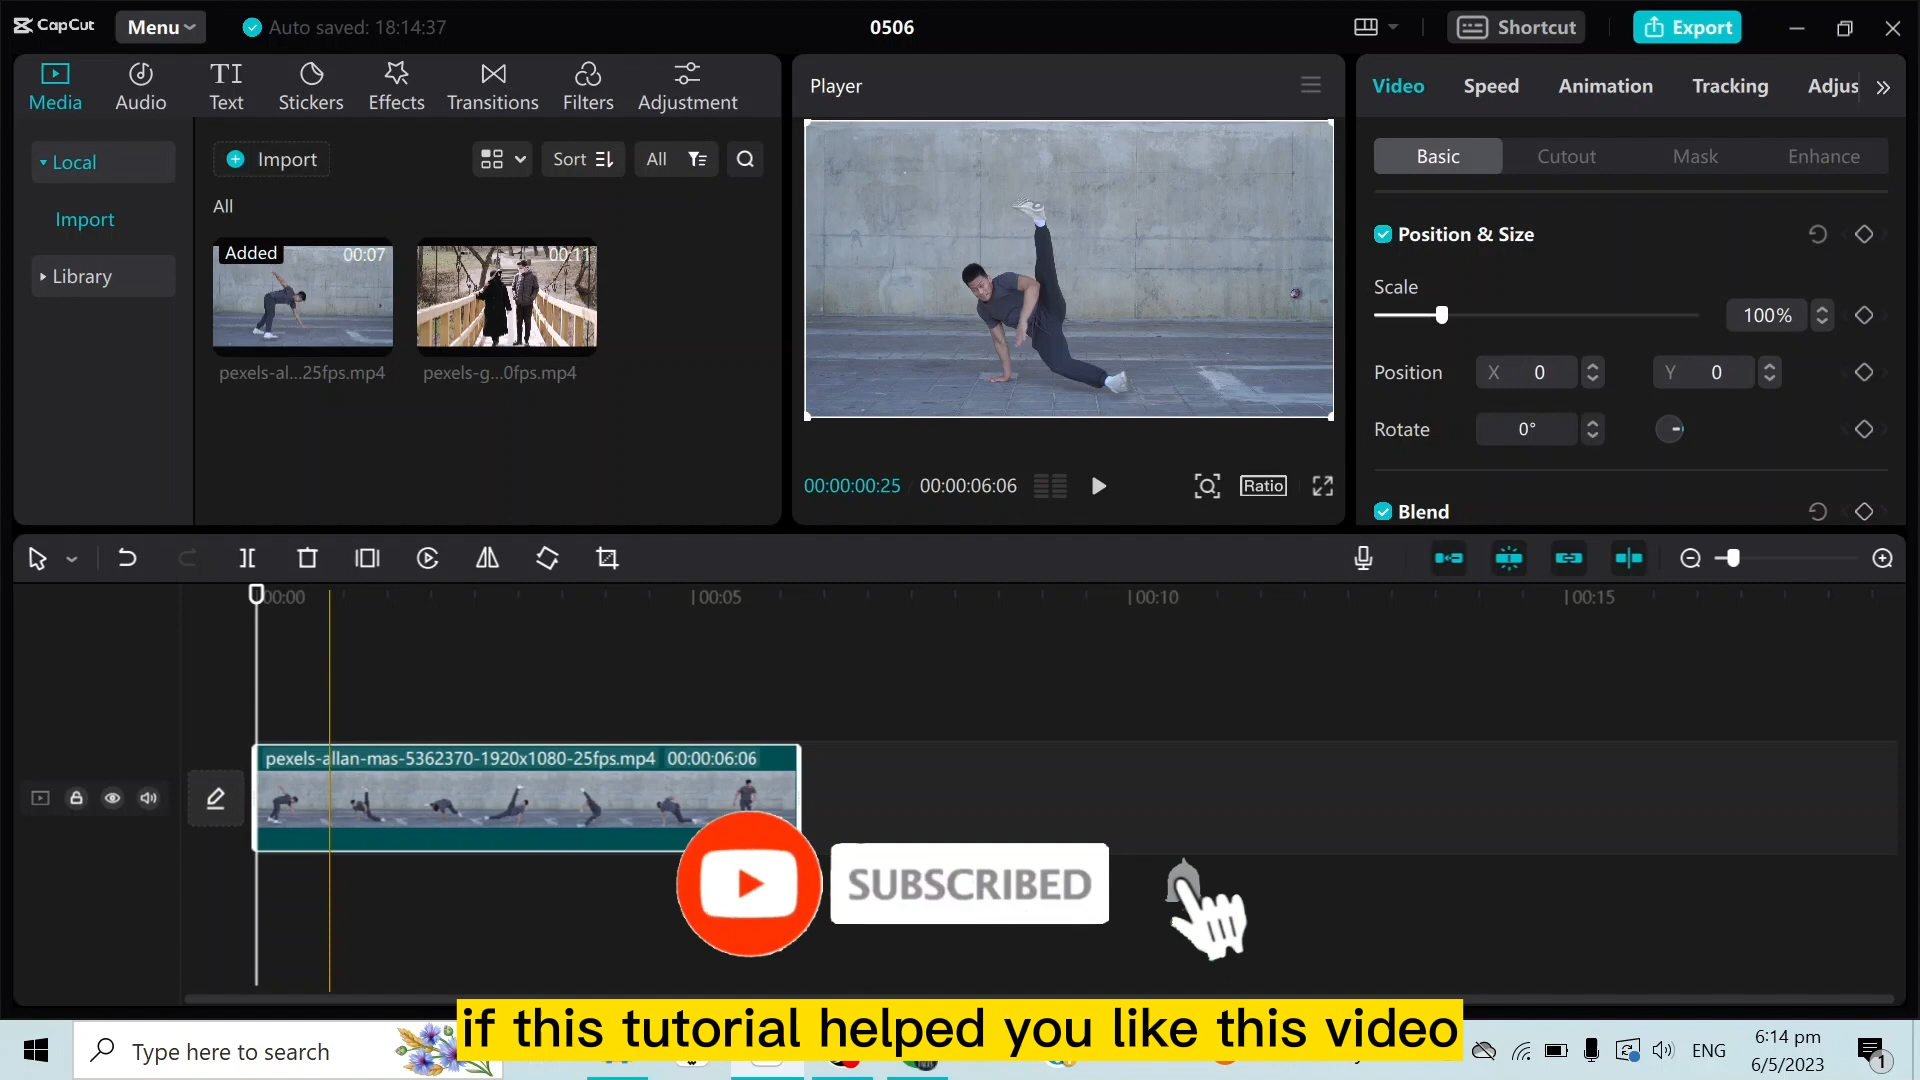 CapCut
Menu
Auto saved: 18:14:37
0506
Shortcut
Export
Media
Audio
Text
Stickers
Effects
Transitions
Filters
Adjustment
Local
Import
Library
Import
Sort
All
All
Added
00:07
00:11
pexels-al...25fps.mp4
pexels-g...0fps.mp4
Player
00:00:00:25
00:00:06:06
Ratio
Video
Speed
Animation
Tracking
Adjus
Basic
Cutout
Mask
Enhance
Position & Size
Scale
100%
Position
X 0
Y 0
Rotate
0°
Blend
00:00
00:05
00:10
00:15
pexels-allan-mas-5362370-1920x1080-25fps.mp4 00:00:06:06
SUBSCRIBED
if this tutorial helped you like this video
Type here to search
ENG
6:14 pm
6/5/2023
1